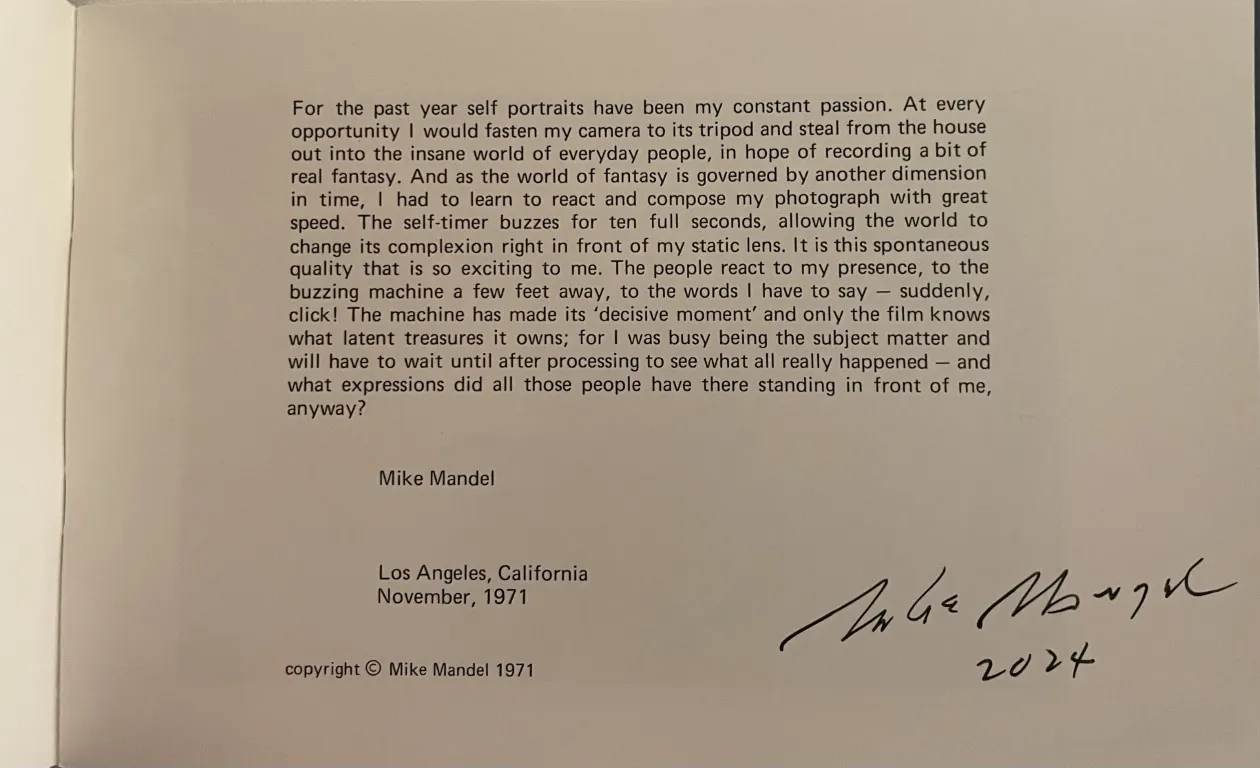 For the past year self portraits have been my constant passion. At every
opportunity I would fasten my camera to its tripod and steal from the house
out into the insane world of everyday people, in hope of recording a bit of
real fantasy. And as the world of fantasy is governed by another dimension
in time, I had to learn to react and compose my photograph with great
speed. The self-timer buzzes for ten full seconds, allowing the world to
change its complexion right in front of my static lens. It is this spontaneous
quality that is so exciting to me. The people react to my presence, to the
buzzing machine a few feet away, to the words I have to say — suddenly,
click! The machine has made its ‘decisive moment’ and only the film knows
what latent treasures it owns; for I was busy being the subject matter and
will have to wait until after processing to see what all really happened — and
what expressions did all those people have there standing in front of me,
anyway?
Mike Mandel
Los Angeles, California
November, 1971
copyright © Mike Mandel 1971
Mike Mandel
2024